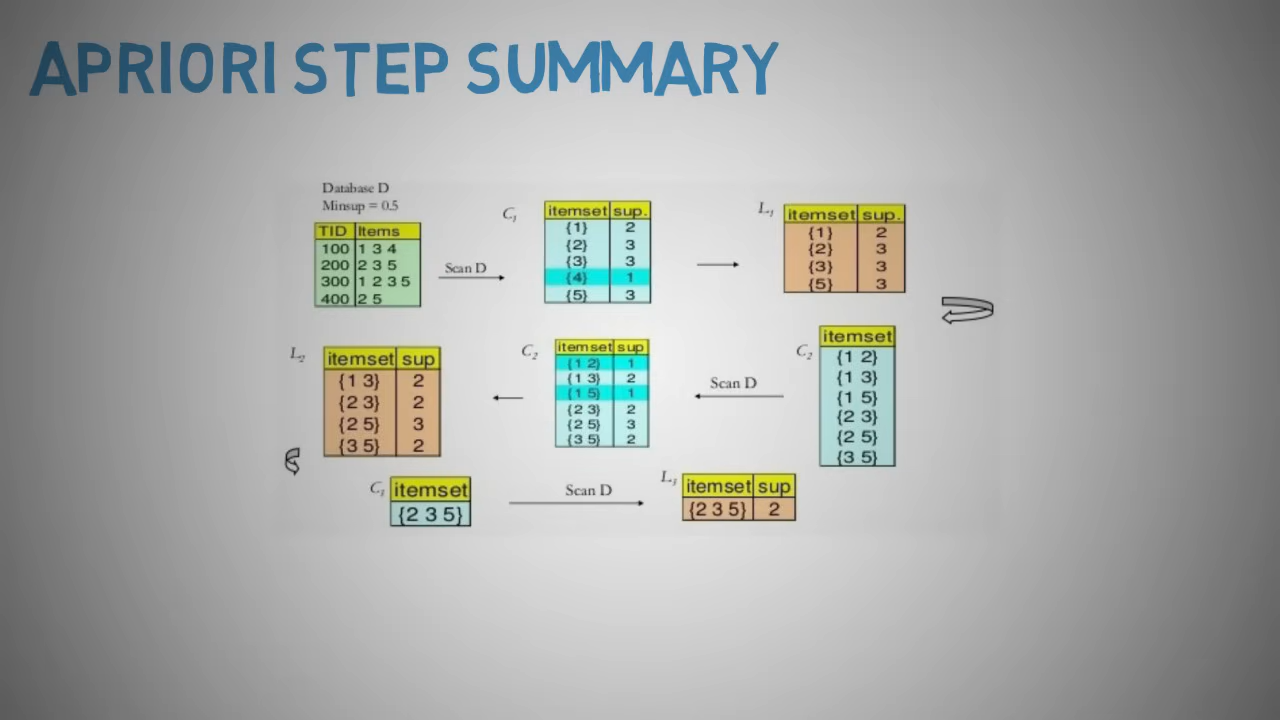 APRIORI STEP SUMMARY
Database D
Minsup = 0.5
TID Items
100 1 3 4
200 2 3 5
300 1 2 3 5
400 2 5
Scan D
C1
itemset sup.
{1} 2
{2} 3
{3} 3
{4} 1
{5} 3
L1
itemset sup.
{1} 2
{2} 3
{3} 3
{5} 3
L2
itemset sup
{1 3} 2
{2 3} 2
{2 5} 3
{3 5} 2
C2
itemset sup
{1 2} 1
{1 3} 2
{1 5} 1
{2 3} 2
{2 5} 3
{3 5} 2
Scan D
C2
itemset
{1 2}
{1 3}
{1 5}
{2 3}
{2 5}
{3 5}
C3
itemset
{2 3 5}
Scan D
L3
itemset sup
{2 3 5} 2